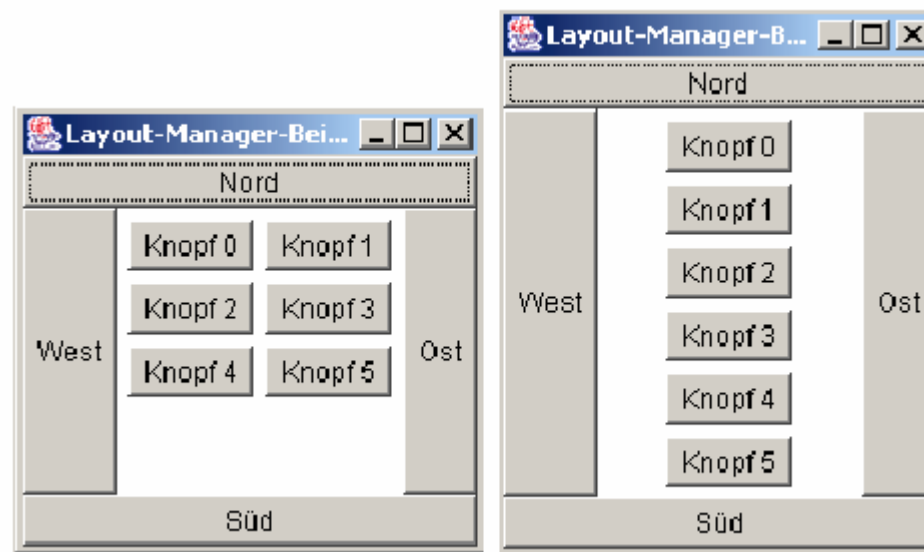 Layout-Manager-Bei...
Nord
West
Knopf 0 Knopf 1
Knopf 2 Knopf 3
Knopf 4 Knopf 5
Ost
Süd
Layout-Manager-B...
Nord
West
Knopf 0
Knopf 1
Knopf 2
Knopf 3
Knopf 4
Knopf 5
Ost
Süd